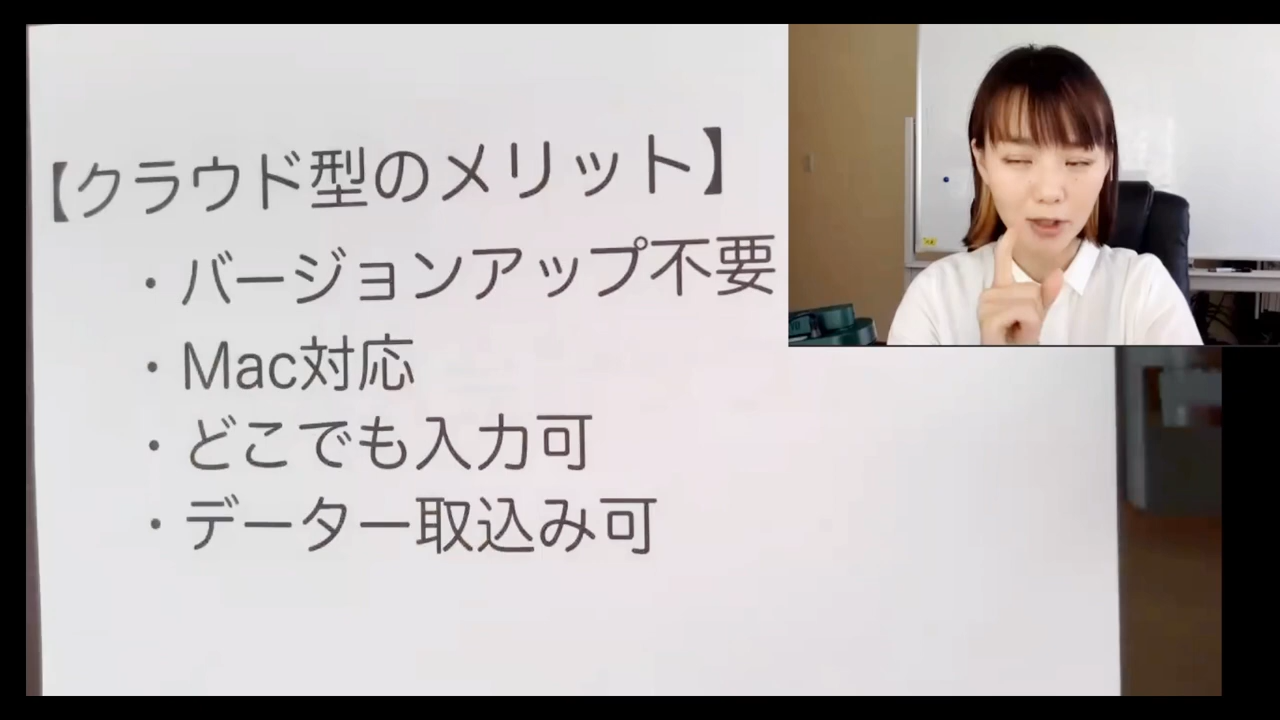 【クラウド型のメリット】
・バージョンアップ不要
・Mac対応
・どこでも入力可
・データー取込み可